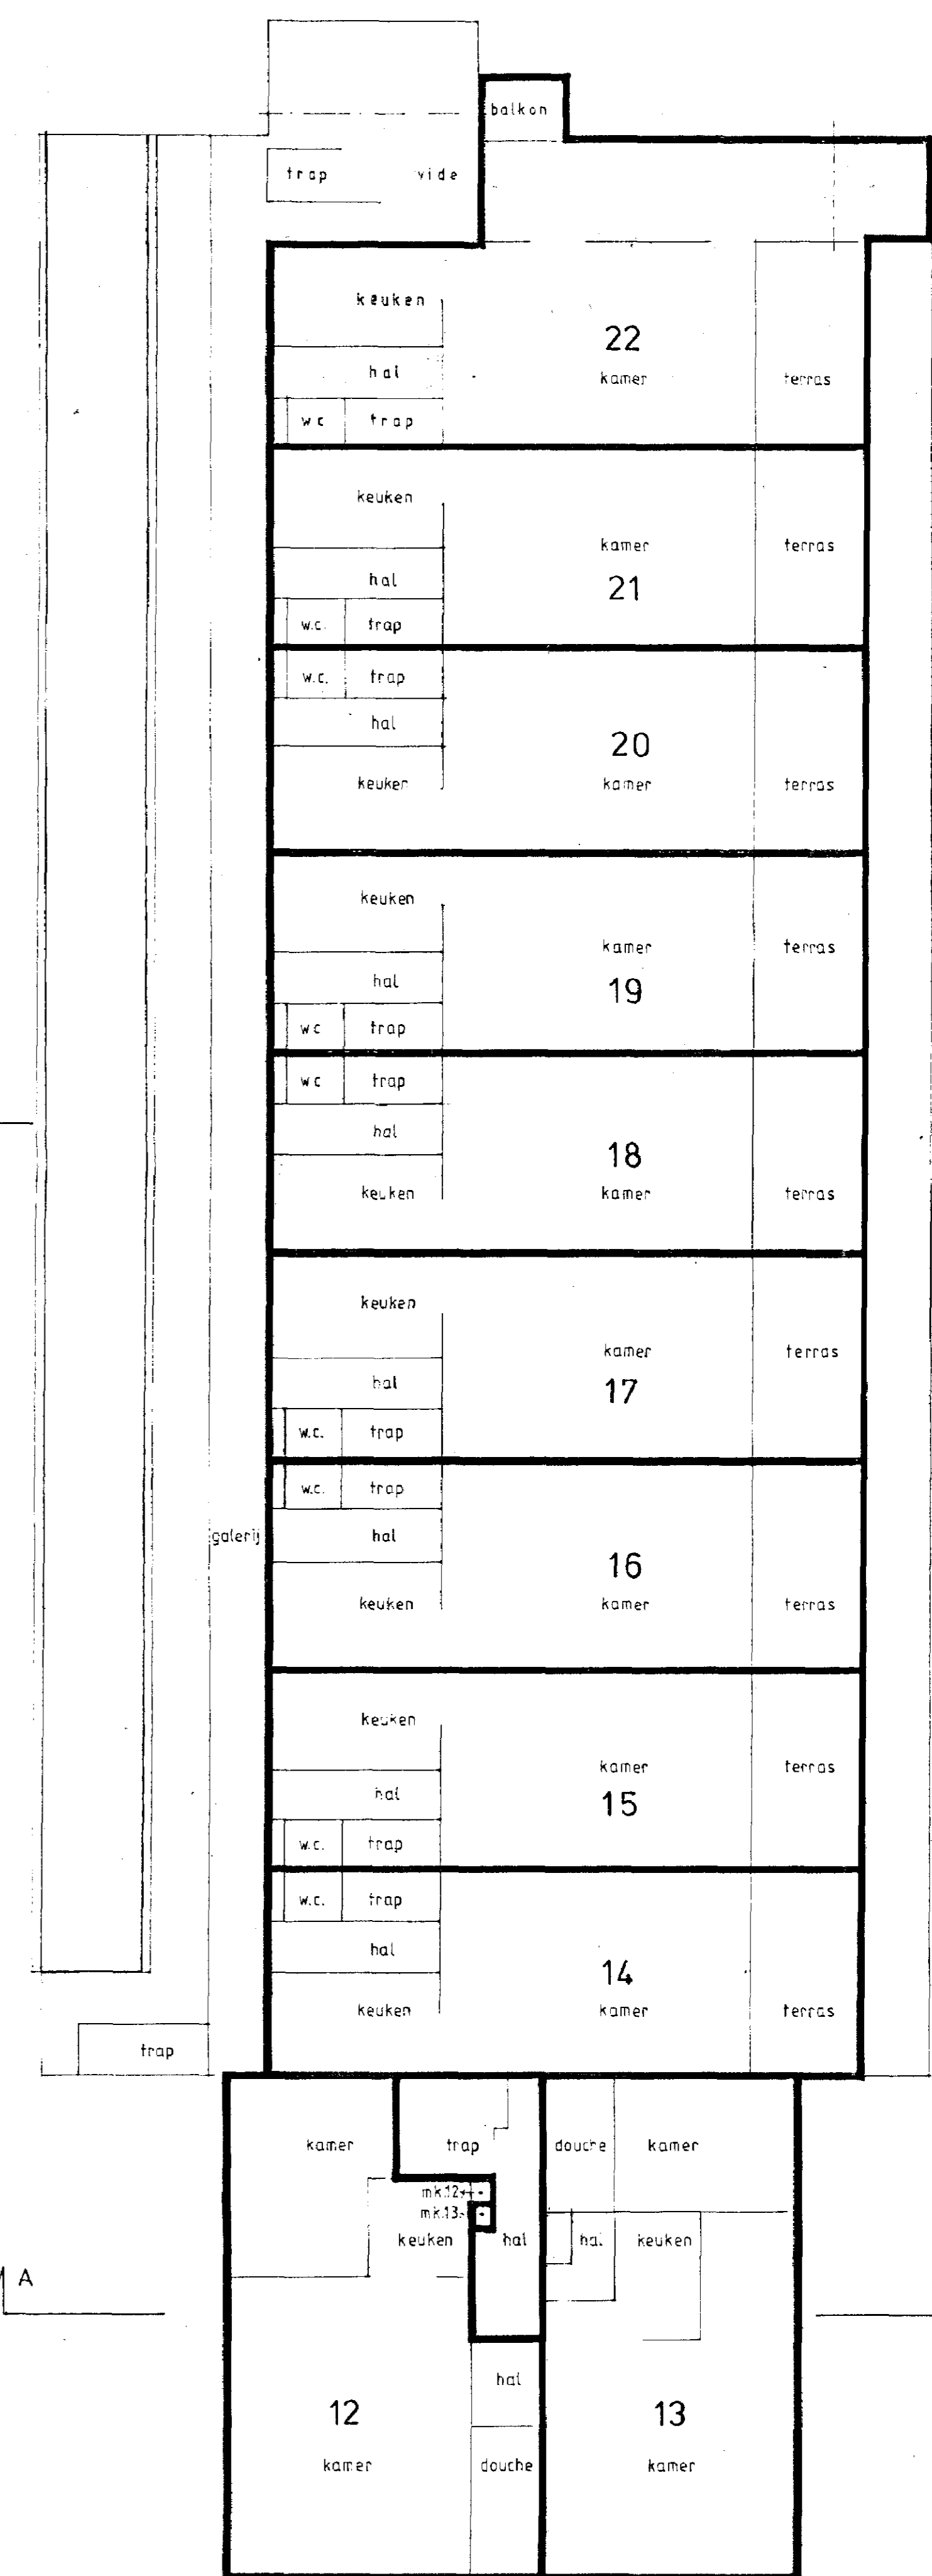 balkon
trap vide
keuken
22
hal
kamer terras
w.c trap
keuken
kamer terras
hal
21
w.c. trap
w.c. trap
hal
20
keuker kamer terras
keuken
kamer terras
hal
19
w.c trap
w.c trap
hal
18
keuken kamer terras
keuken
kamer terras
hal
17
w.c. trap
w.c. trap
galerij hal
16
keuken kamer terras
keuken
kamer terras
hal
15
w.c. trap
w.c. trap
hal
14
keuken kamer terras
trap
kamer trap douche kamer
mk.12
mk.13
keuken hal hal keuken
A
hal
12 13
kamer douche kamer